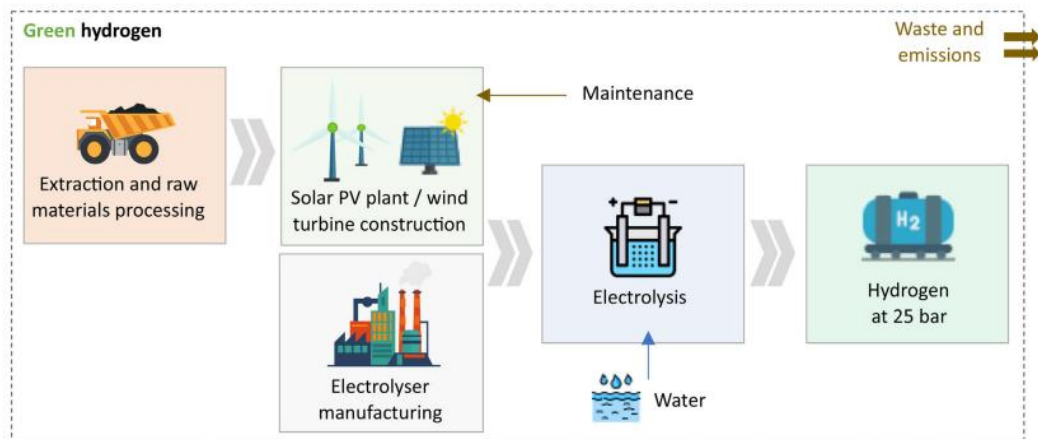 Green hydrogen
Waste and
emissions
Maintenance
Extraction and raw
materials processing
Solar PV plant / wind
turbine construction
+ −
Electrolysis
H2
Hydrogen
at 25 bar
Electrolyser
manufacturing
Water